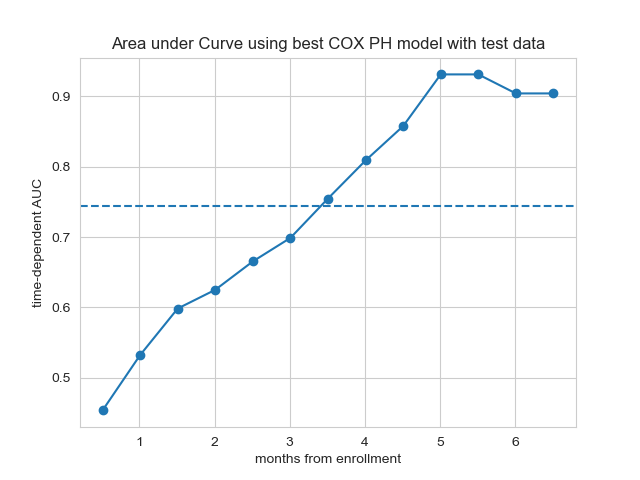 Area under Curve using best COX PH model with test data
time-dependent AUC
0.9
0.8
0.7
0.6
0.5
1 2 3 4 5 6
months from enrollment